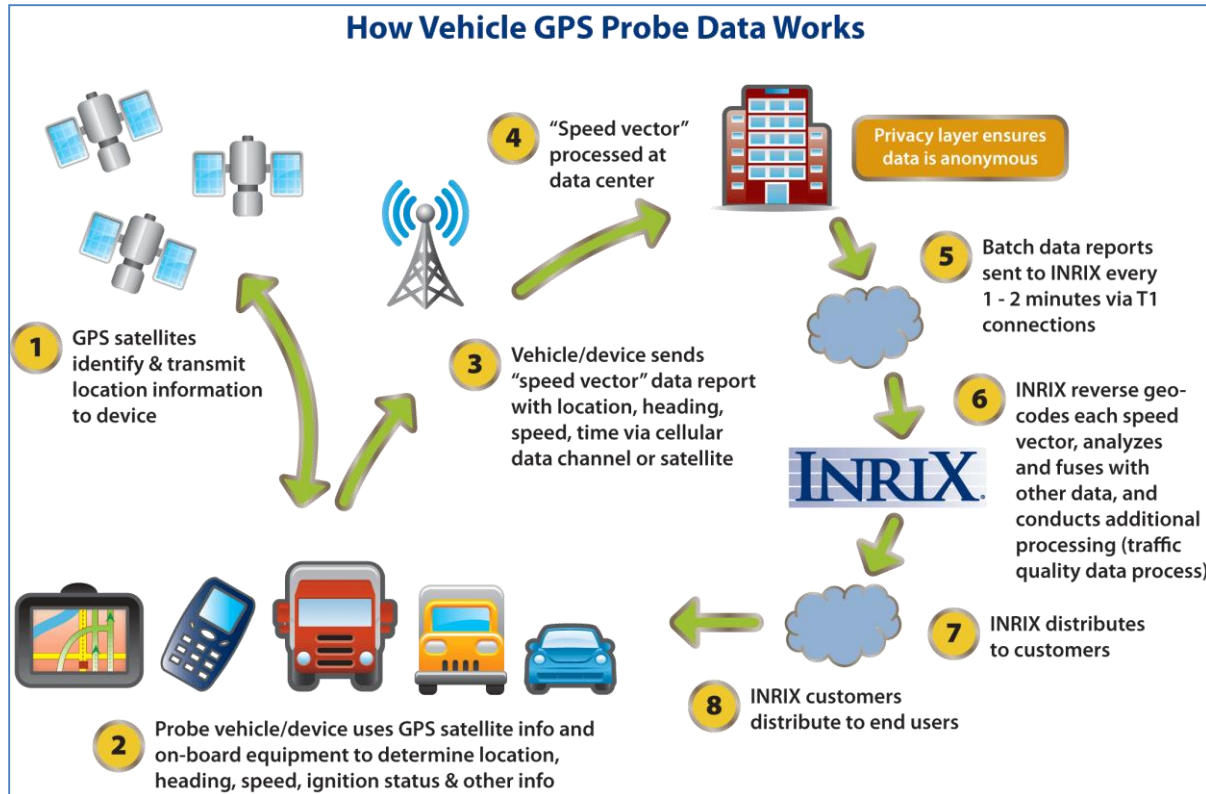 How Vehicle GPS Probe Data Works
1
GPS satellites
identify & transmit
location information
to device
2
Probe vehicle/device uses GPS satellite info and
on-board equipment to determine location,
heading, speed, ignition status & other info
3
Vehicle/device sends
“speed vector” data report
with location, heading,
speed, time via cellular
data channel or satellite
4
“Speed vector”
processed at
data center
Privacy layer ensures
data is anonymous
5
Batch data reports
sent to INRIX every
1 - 2 minutes via T1
connections
6
INRIX reverse geo-
codes each speed
vector, analyzes
and fuses with
other data, and
conducts additional
processing (traffic
quality data process)
INRIX.
7
INRIX distributes
to customers
8
INRIX customers
distribute to end users